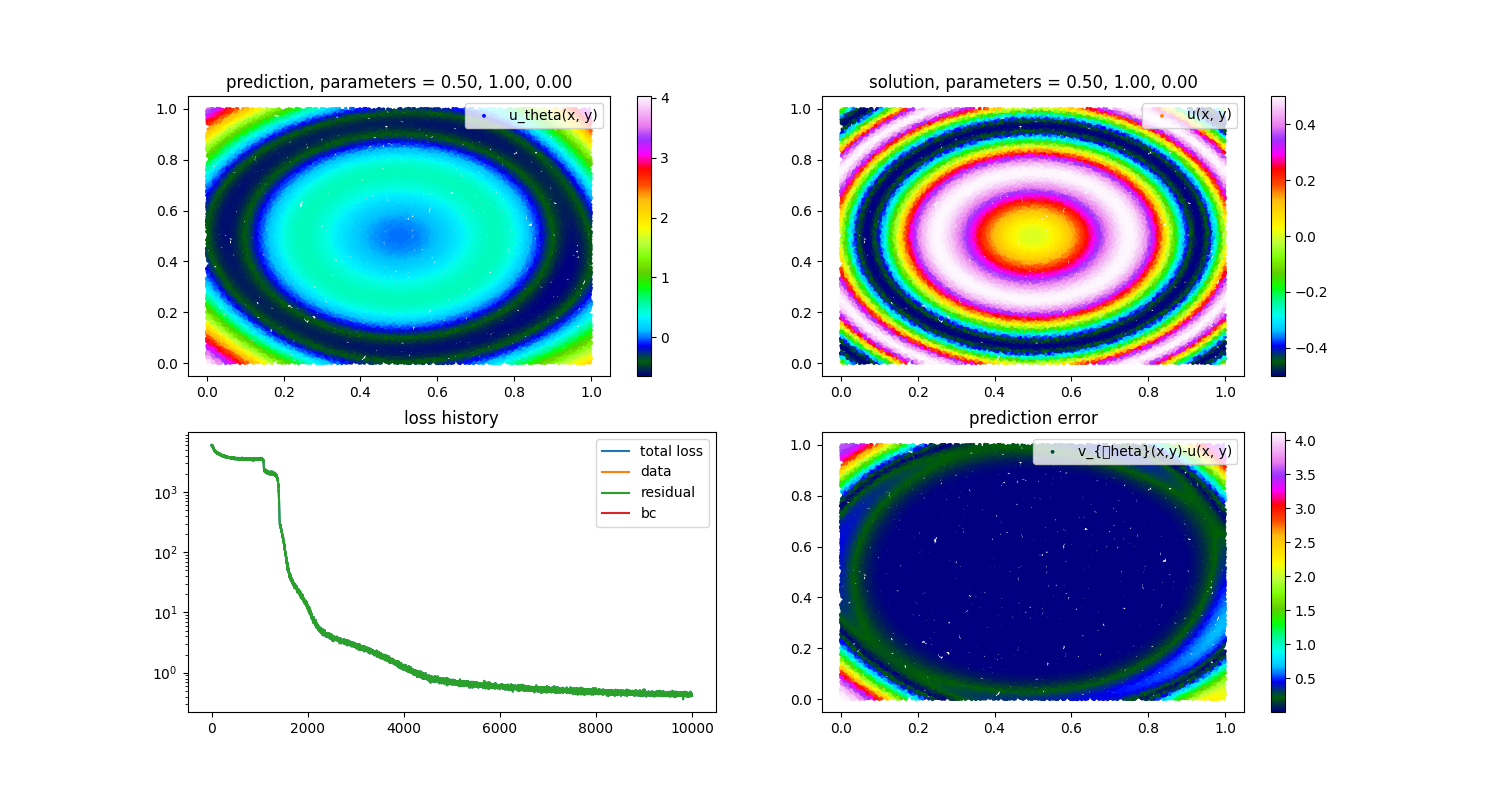 prediction, parameters = 0.50, 1.00, 0.00
u_theta(x, y)
1.0
0.8
0.6
0.4
0.2
0.0
0.0 0.2 0.4 0.6 0.8 1.0
4
3
2
1
0
solution, parameters = 0.50, 1.00, 0.00
u(x, y)
1.0
0.8
0.6
0.4
0.2
0.0
0.0 0.2 0.4 0.6 0.8 1.0
0.4
0.2
0.0
−0.2
−0.4
loss history
total loss
data
residual
bc
10³
10²
10¹
10⁰
0 2000 4000 6000 8000 10000
prediction error
v_{▯heta}(x,y)-u(x, y)
1.0
0.8
0.6
0.4
0.2
0.0
0.0 0.2 0.4 0.6 0.8 1.0
4.0
3.5
3.0
2.5
2.0
1.5
1.0
0.5